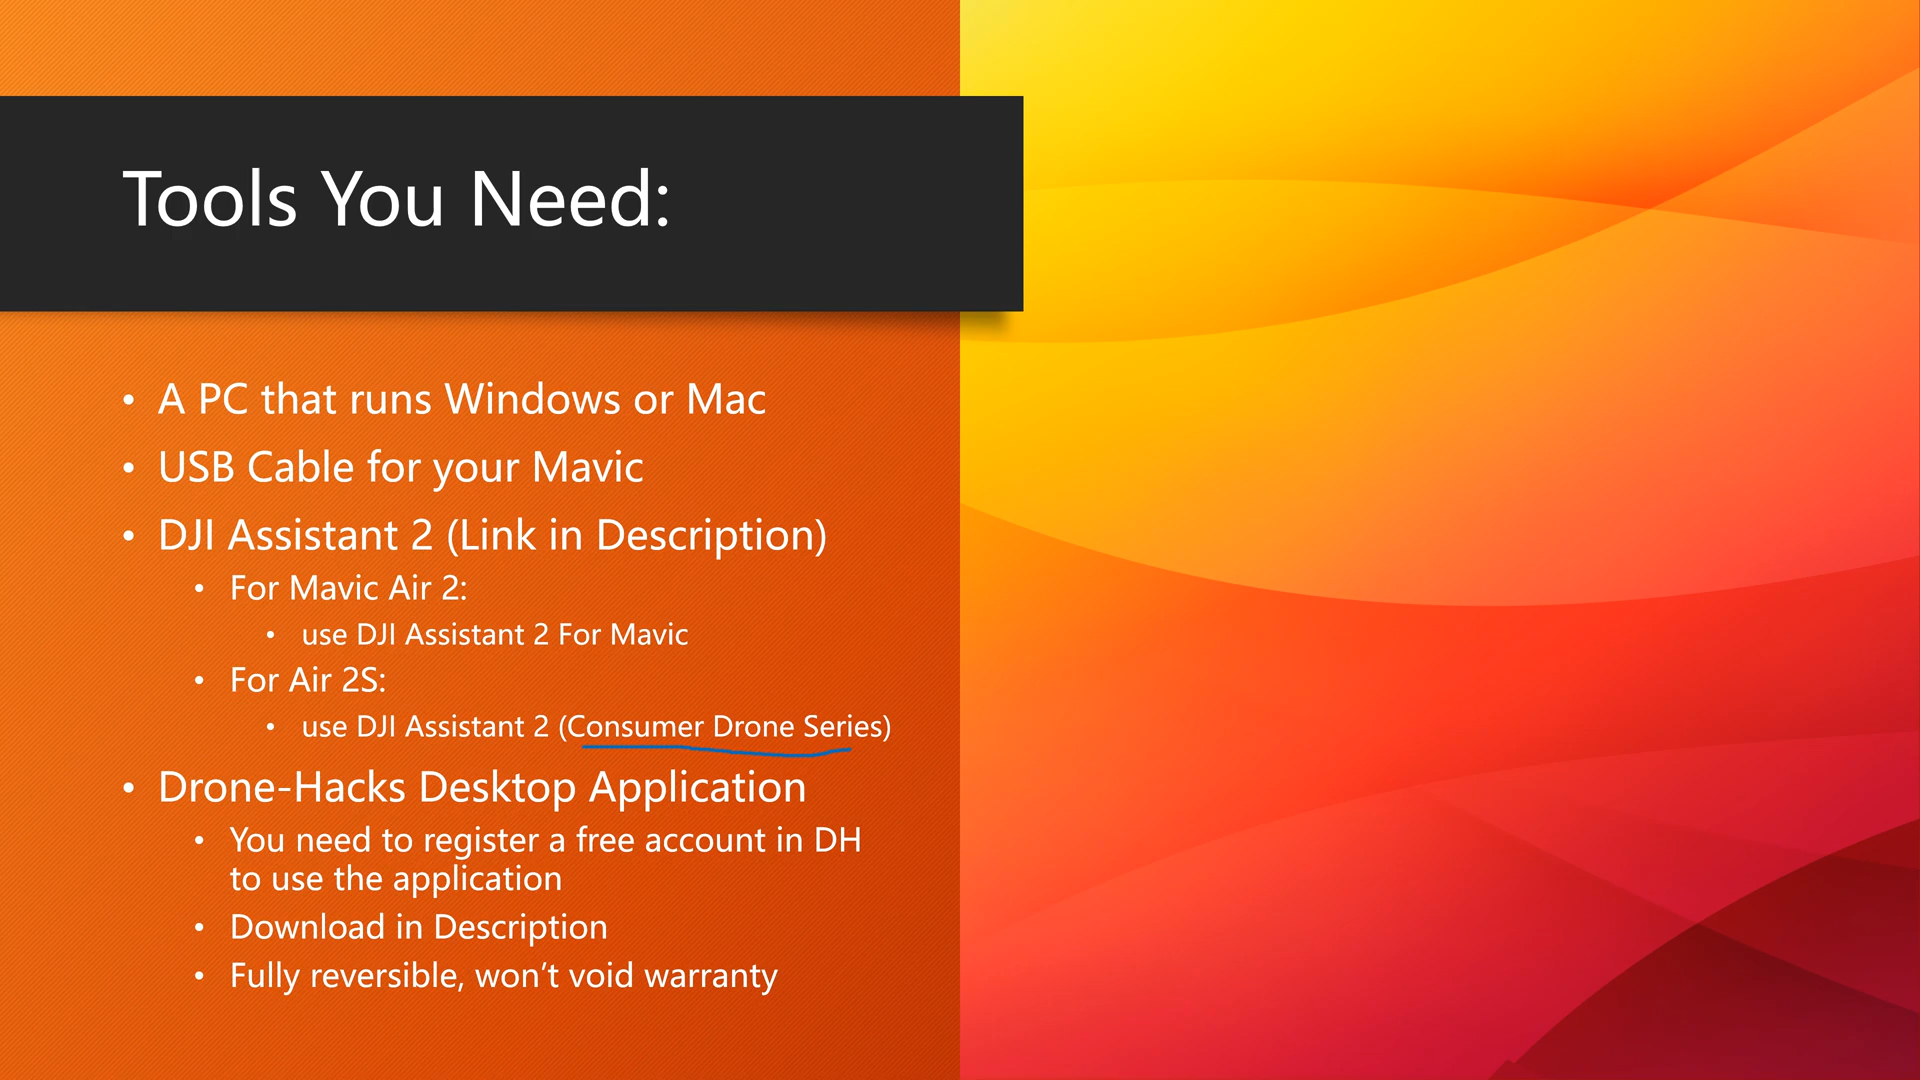 Tools You Need:
• A PC that runs Windows or Mac
• USB Cable for your Mavic
• DJI Assistant 2 (Link in Description)
• For Mavic Air 2:
• use DJI Assistant 2 For Mavic
• For Air 2S:
• use DJI Assistant 2 (Consumer Drone Series)
• Drone-Hacks Desktop Application
• You need to register a free account in DH
to use the application
• Download in Description
• Fully reversible, won’t void warranty